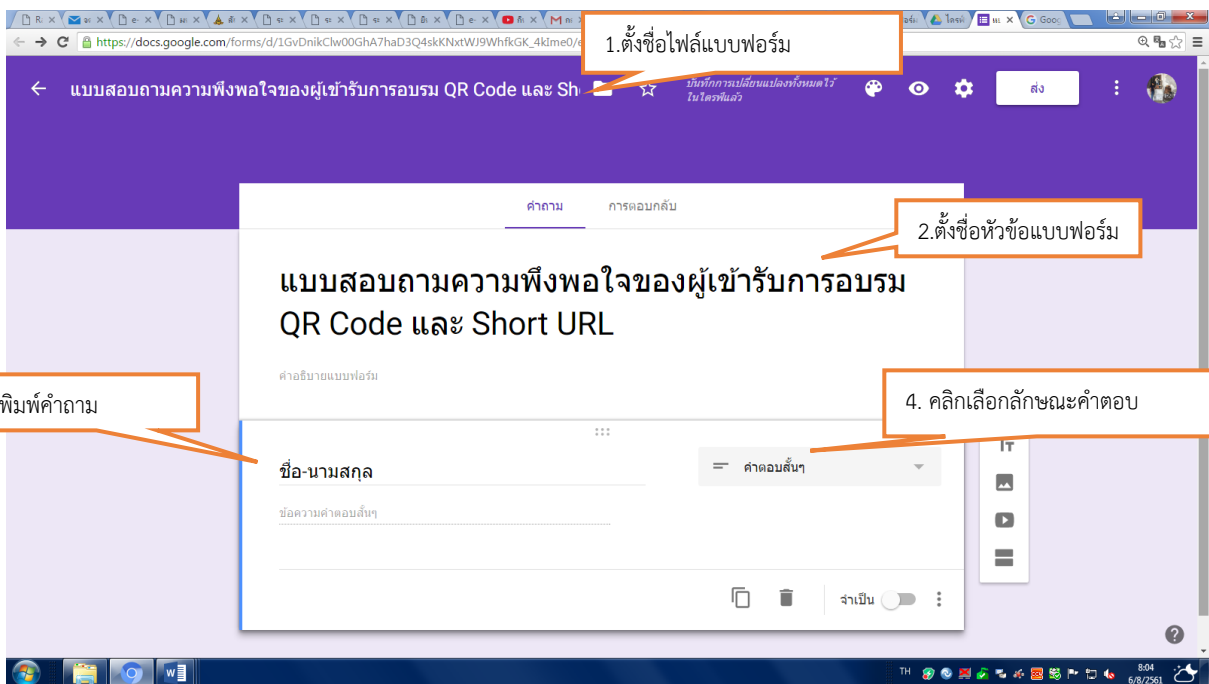 https://docs.google.com/forms/d/1GvDnikClw00GhA7haD3Q4skKNxtWJ9WhfkGK_4kIme0/e
1.ตั้งชื่อไฟล์แบบฟอร์ม
แบบสอบถามความพึงพอใจของผู้เข้ารับการอบรม QR Code และ Sh
บันทึกการเปลี่ยนแปลงทั้งหมดไว้
ในไดรฟ์แล้ว
ส่ง
คำถาม การตอบกลับ
2.ตั้งชื่อหัวข้อแบบฟอร์ม
แบบสอบถามความพึงพอใจของผู้เข้ารับการอบรม
QR Code และ Short URL
คำอธิบายแบบฟอร์ม
พิมพ์คำถาม
4. คลิกเลือกลักษณะคำตอบ
ชื่อ-นามสกุล
คำตอบสั้นๆ
ข้อความคำตอบสั้นๆ
จำเป็น
TH
8:04
6/8/2561